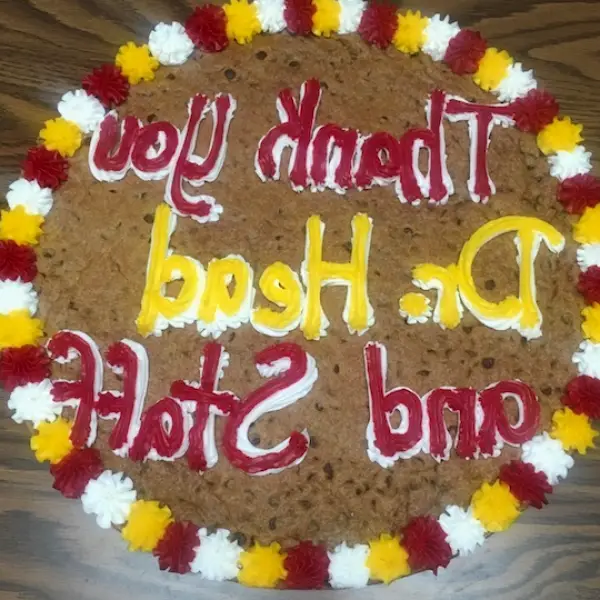 Thank you
Dr. Head
and Staff